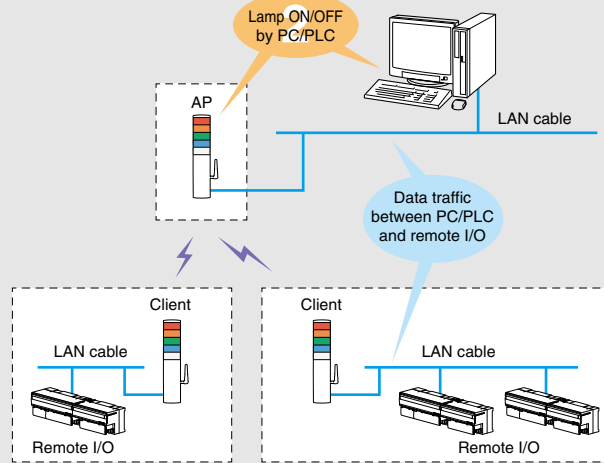 2
Lamp ON/OFF
by PC/PLC
AP
LAN cable
Data traffic
between PC/PLC
and remote I/O
Client
LAN cable
Remote I/O
Client
LAN cable
Remote I/O